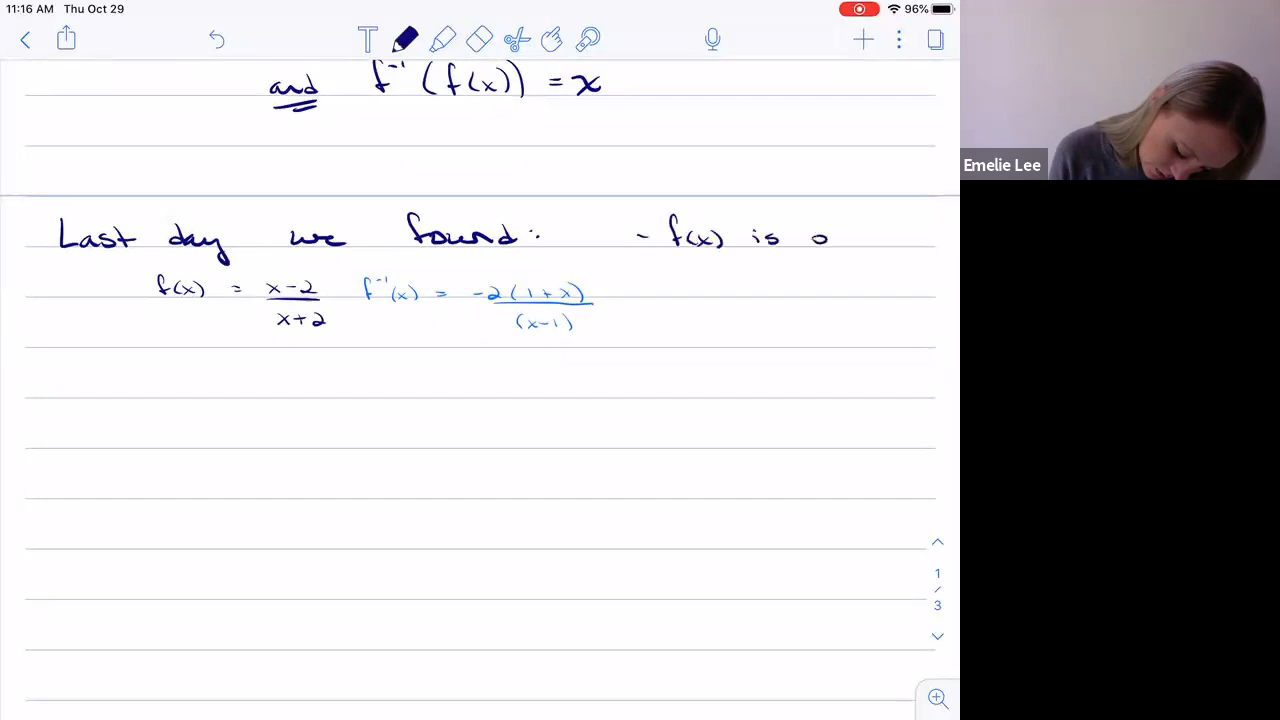 11:16 AM Thu Oct 29
96%
T
and f⁻¹(f(x)) = x
Emelie Lee
Last day we found: - f(x) is o
f(x) = x-2 / x+2 f⁻¹(x) = -2(1+x) / (x-1)
1
/
3